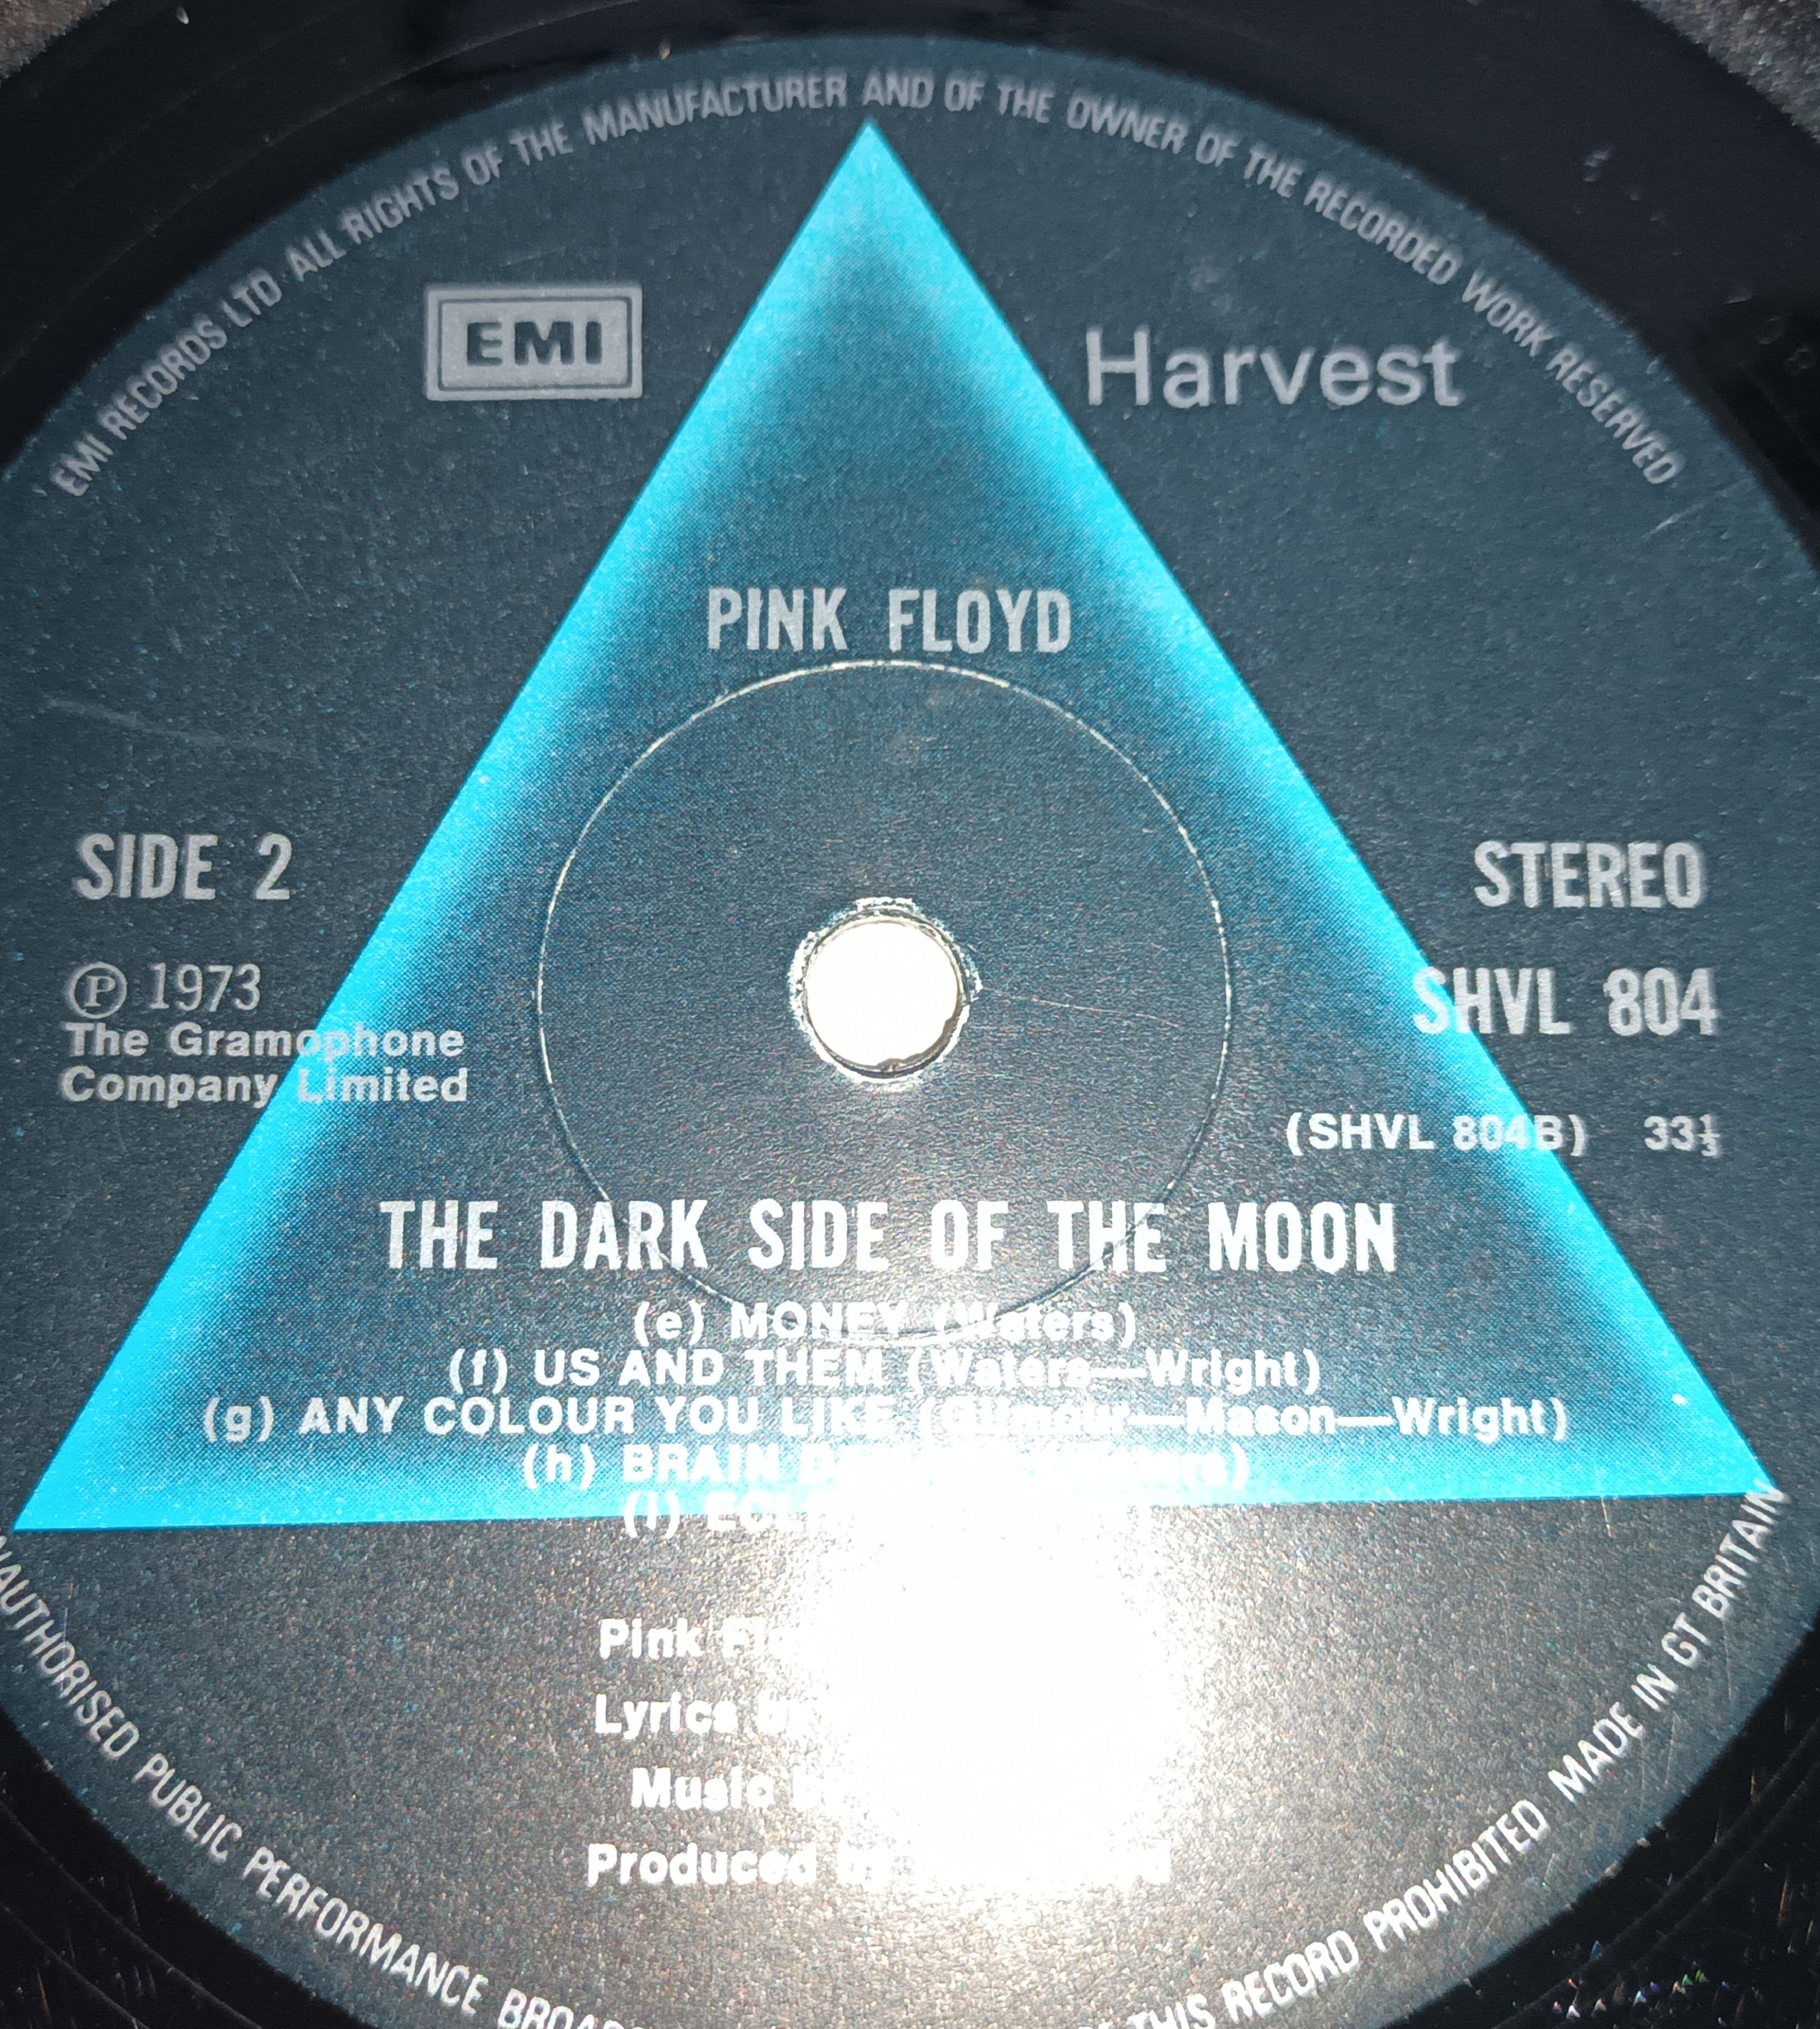 EMI RECORDS LTD ALL RIGHTS OF THE MANUFACTURER AND OF THE OWNER OF THE RECORDED WORK RESERVED
EMI
Harvest
PINK FLOYD
SIDE 2
STEREO
Ⓟ 1973
SHVL 804
The Gramophone
Company Limited
(SHVL 804B) 33⅓
THE DARK SIDE OF THE MOON
(e) MONEY (Waters)
(f) US AND THEM (Waters—Wright)
(g) ANY COLOUR YOU LIKE (Gilmour—Mason—Wright)
(h) BRAIN
(i)
Pink
Lyrics by
Music
Produced by
PUBLIC PERFORMANCE
THIS RECORD PROHIBITED MADE IN GT BRITAIN